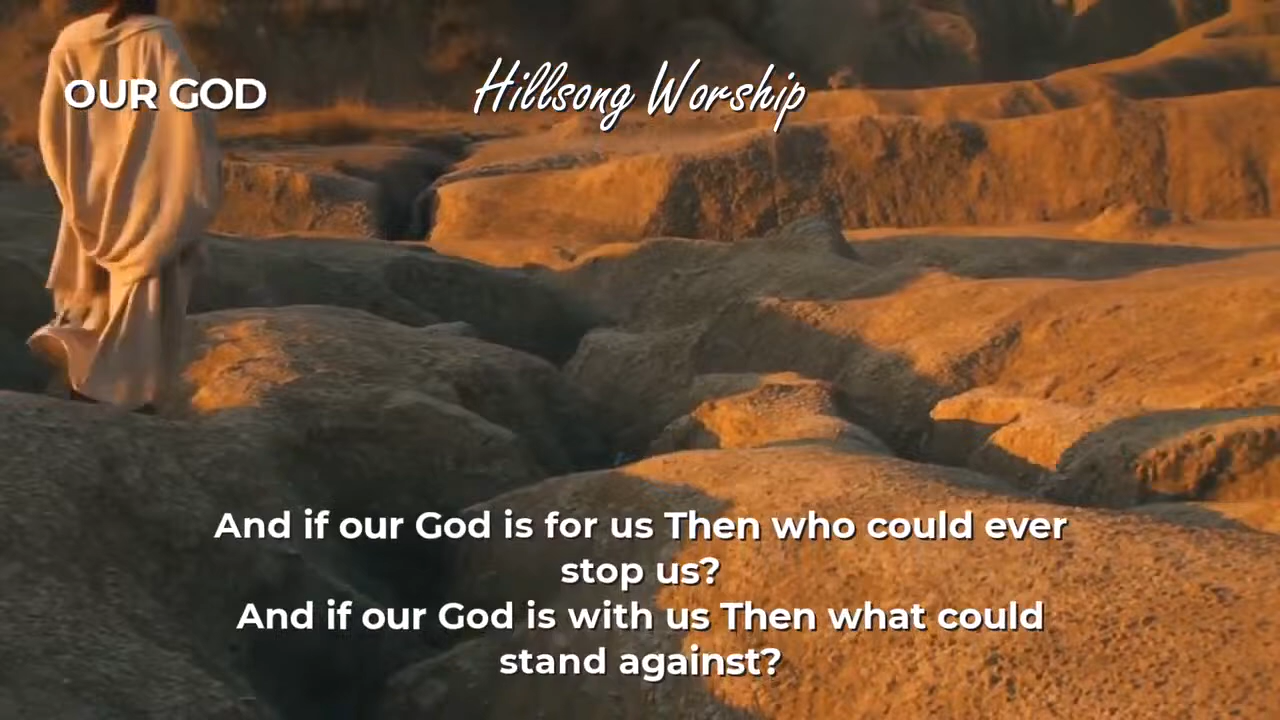 OUR GOD
Hillsong Worship
And if our God is for us Then who could ever
stop us?
And if our God is with us Then what could
stand against?